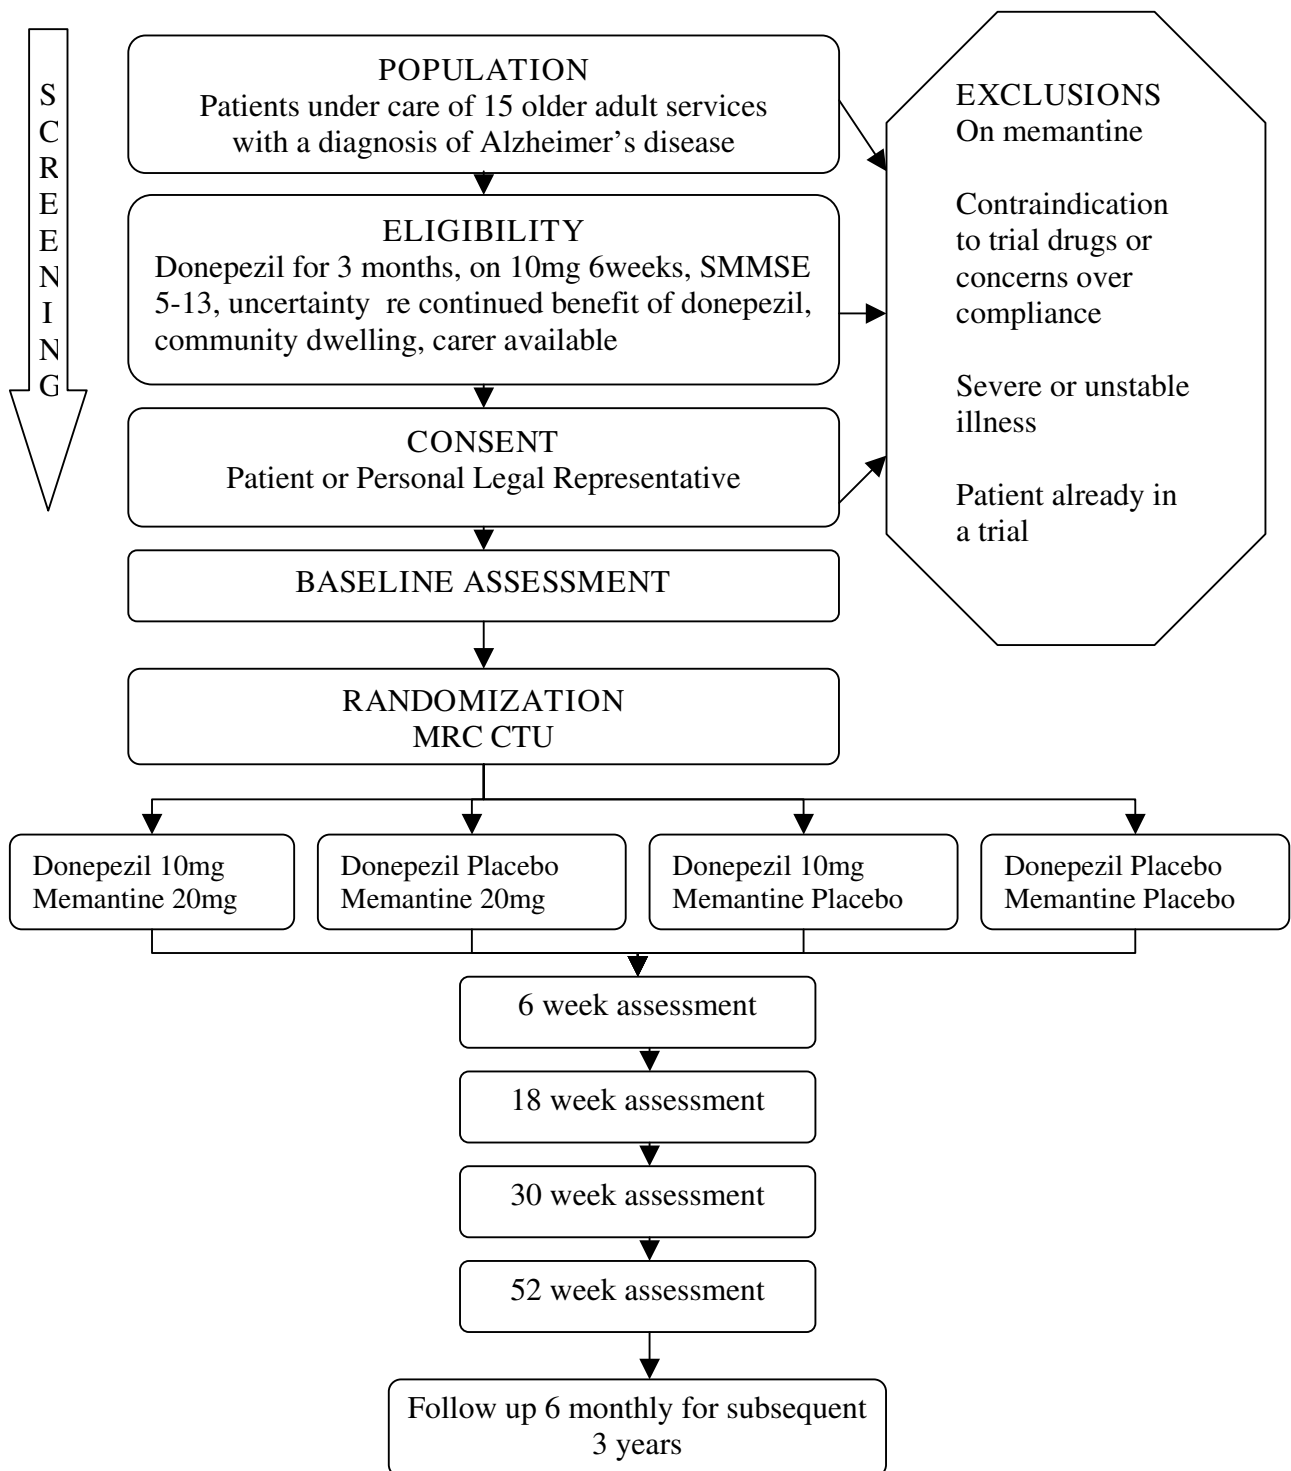 SCREENING
POPULATION
Patients under care of 15 older adult services
with a diagnosis of Alzheimer's disease
ELIGIBILITY
Donepezil for 3 months, on 10mg 6weeks, SMMSE
5-13, uncertainty  re continued benefit of donepezil,
community dwelling, carer available
CONSENT
Patient or Personal Legal Representative
BASELINE ASSESSMENT
RANDOMIZATION
MRC CTU
EXCLUSIONS
On memantine
Contraindication
to trial drugs or
concerns over
compliance
Severe or unstable
illness
Patient already in
a trial
Donepezil 10mg
Memantine 20mg
Donepezil Placebo
Memantine 20mg
Donepezil 10mg
Memantine Placebo
Donepezil Placebo
Memantine Placebo
6 week assessment
18 week assessment
30 week assessment
52 week assessment
Follow up 6 monthly for subsequent
3 years